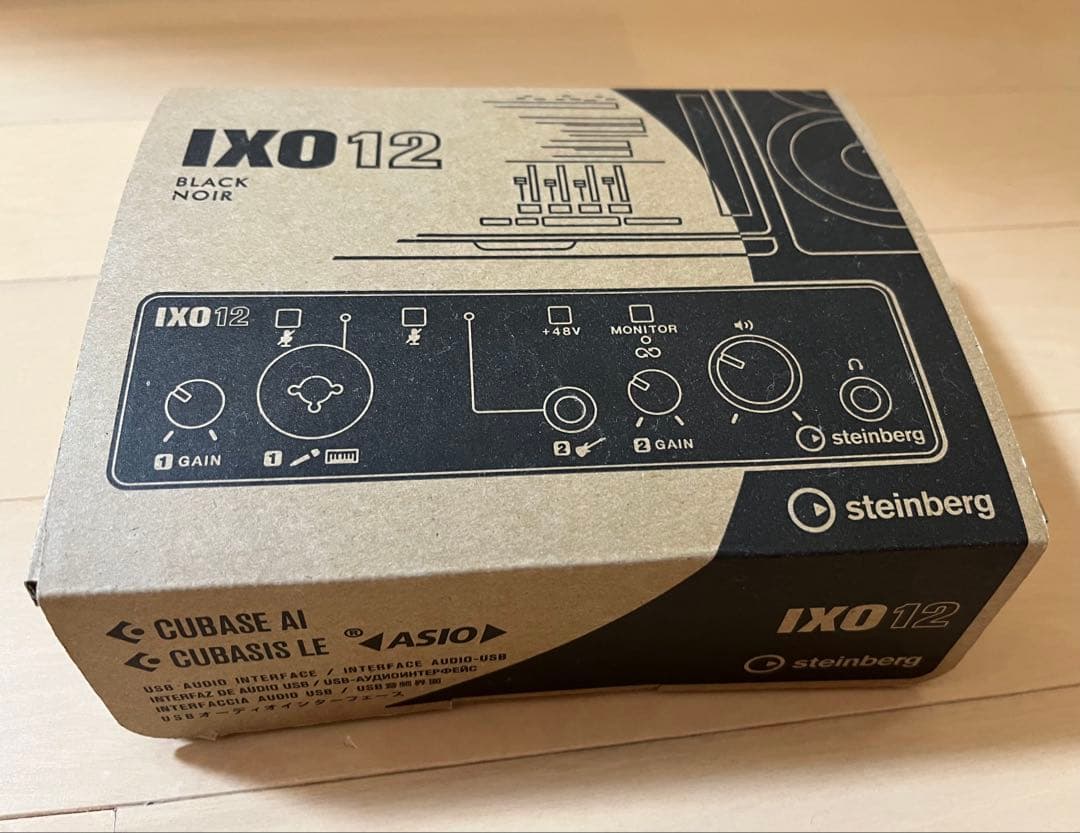 IXO12
BLACK
NOIR
IXO12
+48V
MONITOR
1 GAIN
1
2
2 GAIN
steinberg
steinberg
CUBASE AI
CUBASIS LE
® ASIO
USB AUDIO INTERFACE / INTERFACE AUDIO-USB
INTERFAZ DE AUDIO USB / USB-АУДИОИНТЕРФЕЙС
INTERFACCIA AUDIO USB / USB音頻界面
USBオーディオインターフェース
IXO12
steinberg